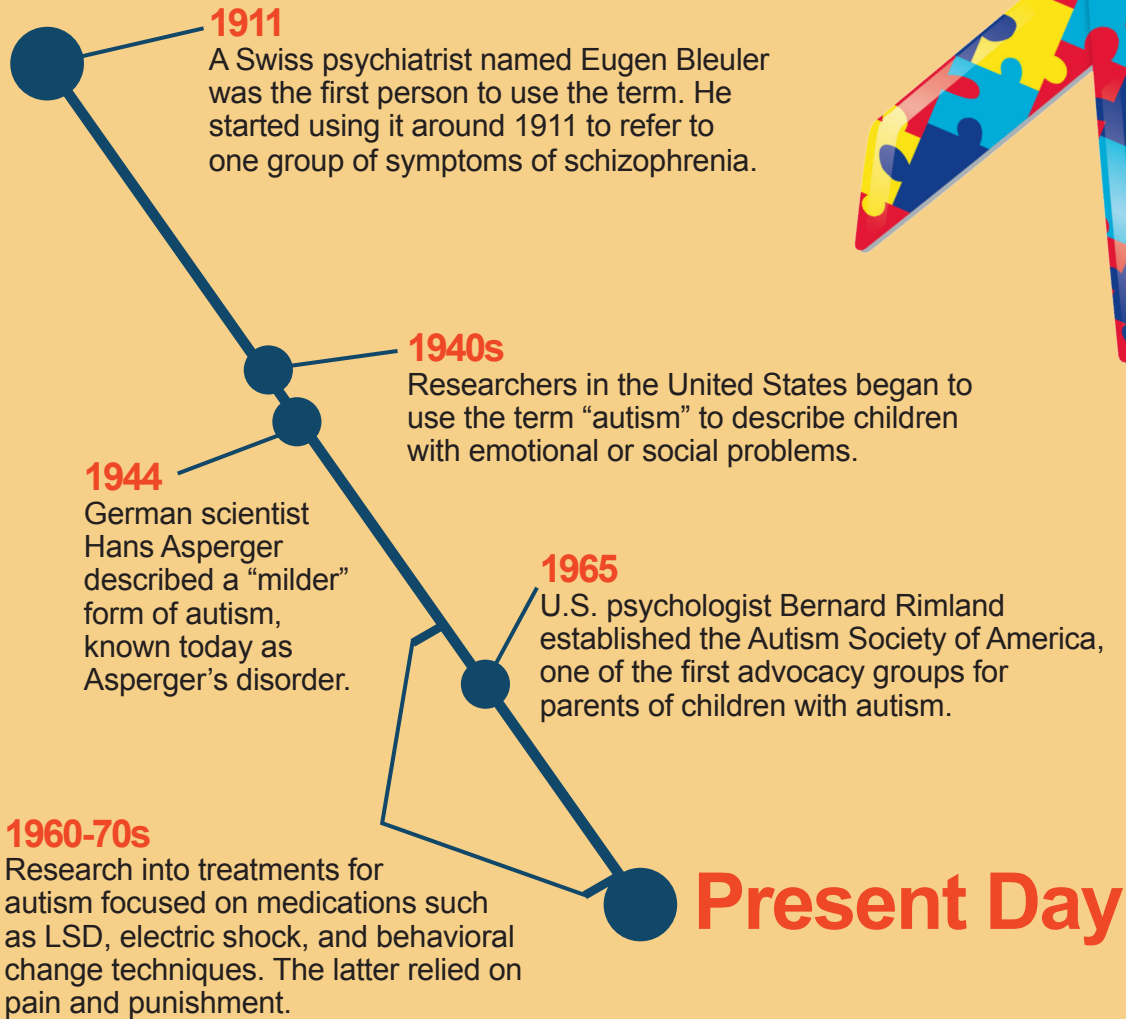 1911
A Swiss psychiatrist named Eugen Bleuler
was the first person to use the term. He
started using it around 1911 to refer to
one group of symptoms of schizophrenia.
1940s
Researchers in the United States began to
use the term “autism” to describe children
with emotional or social problems.
1944
German scientist
Hans Asperger
described a “milder”
form of autism,
known today as
Asperger’s disorder.
1965
U.S. psychologist Bernard Rimland
established the Autism Society of America,
one of the first advocacy groups for
parents of children with autism.
1960-70s
Research into treatments for
autism focused on medications such
as LSD, electric shock, and behavioral
change techniques. The latter relied on
pain and punishment.
Present Day